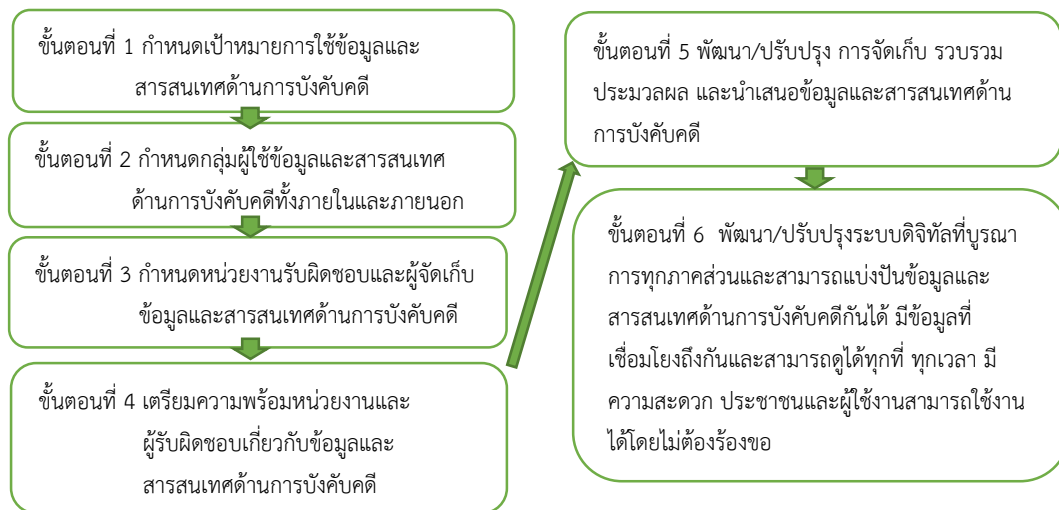 ขั้นตอนที่ 1 กำหนดเป้าหมายการใช้ข้อมูลและ
สารสนเทศด้านการบังคับคดี
ขั้นตอนที่ 2 กำหนดกลุ่มผู้ใช้ข้อมูลและสารสนเทศ
ด้านการบังคับคดีทั้งภายในและภายนอก
ขั้นตอนที่ 3 กำหนดหน่วยงานรับผิดชอบและผู้จัดเก็บ
ข้อมูลและสารสนเทศด้านการบังคับคดี
ขั้นตอนที่ 4 เตรียมความพร้อมหน่วยงานและ
ผู้รับผิดชอบเกี่ยวกับข้อมูลและ
สารสนเทศด้านการบังคับคดี
ขั้นตอนที่ 5 พัฒนา/ปรับปรุง การจัดเก็บ รวบรวม
ประมวลผล และนำเสนอข้อมูลและสารสนเทศด้าน
การบังคับคดี
ขั้นตอนที่ 6 พัฒนา/ปรับปรุงระบบดิจิทัลที่บูรณา
การทุกภาคส่วนและสามารถแบ่งปันข้อมูลและ
สารสนเทศด้านการบังคับคดีกันได้ มีข้อมูลที่
เชื่อมโยงถึงกันและสามารถดูได้ทุกที่ ทุกเวลา มี
ความสะดวก ประชาชนและผู้ใช้งานสามารถใช้งาน
ได้โดยไม่ต้องร้องขอ